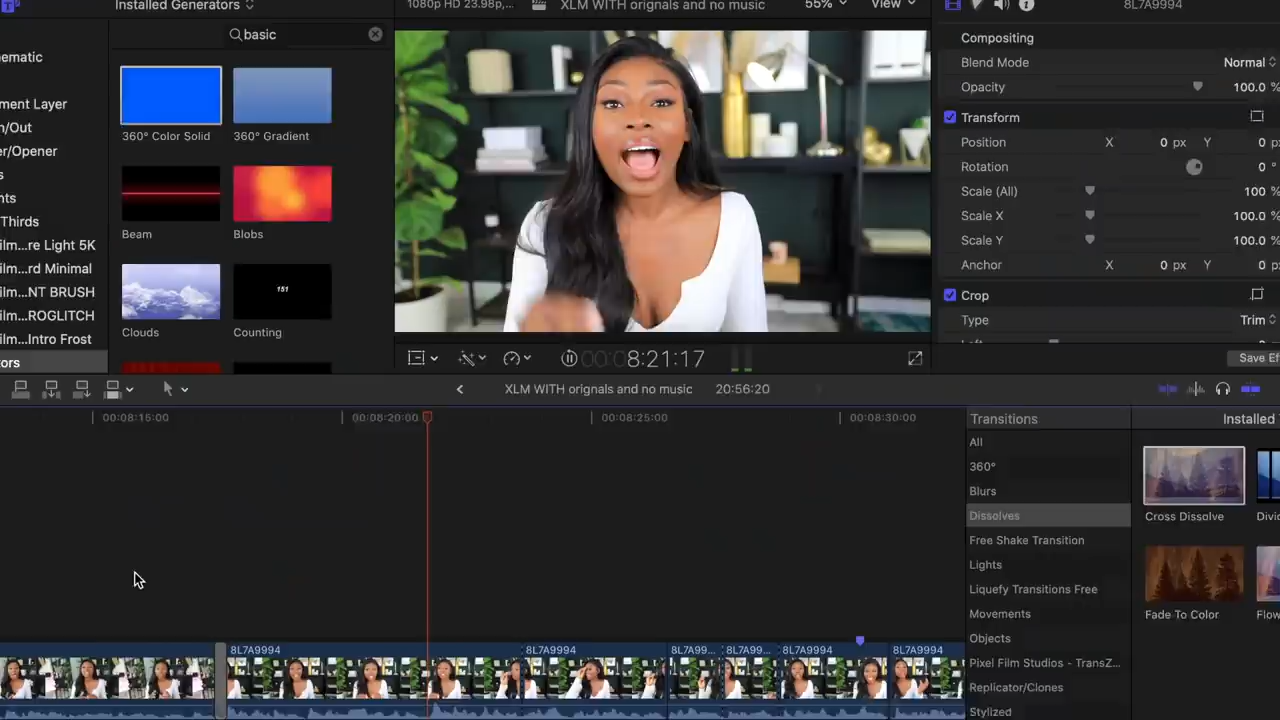 Installed Generators
1080p HD 23.98p,...
XLM WITH orignals and no music
55%
View
8L7A9994
basic
ematic
ment Layer
n/Out
er/Opener
s
nts
Thirds
ilm...re Light 5K
ilm...rd Minimal
ilm...NT BRUSH
ilm...ROGLITCH
ilm...Intro Frost
tors
360° Color Solid
360° Gradient
Beam
Blobs
151
Clouds
Counting
Compositing
Blend Mode Normal
Opacity 100.0 %
Transform
Position X 0 px Y 0 p
Rotation 0 °
Scale (All) 100 %
Scale X 100.0 %
Scale Y 100.0 %
Anchor X 0 px Y 0 p
Crop
Type Trim
Save Ef
00:08:21:17
XLM WITH orignals and no music 20:56:20
00:08:15:00
00:08:20:00
00:08:25:00
00:08:30:00
Transitions
Installed
All
360°
Blurs
Dissolves
Free Shake Transition
Lights
Liquefy Transitions Free
Movements
Objects
Pixel Film Studios - TransZ...
Replicator/Clones
Stylized
Cross Dissolve
Divi
Fade To Color
Flow
8L7A9994
8L7A9994
8L7A99...
8L7A99...
8L7A9994
8L7A9994